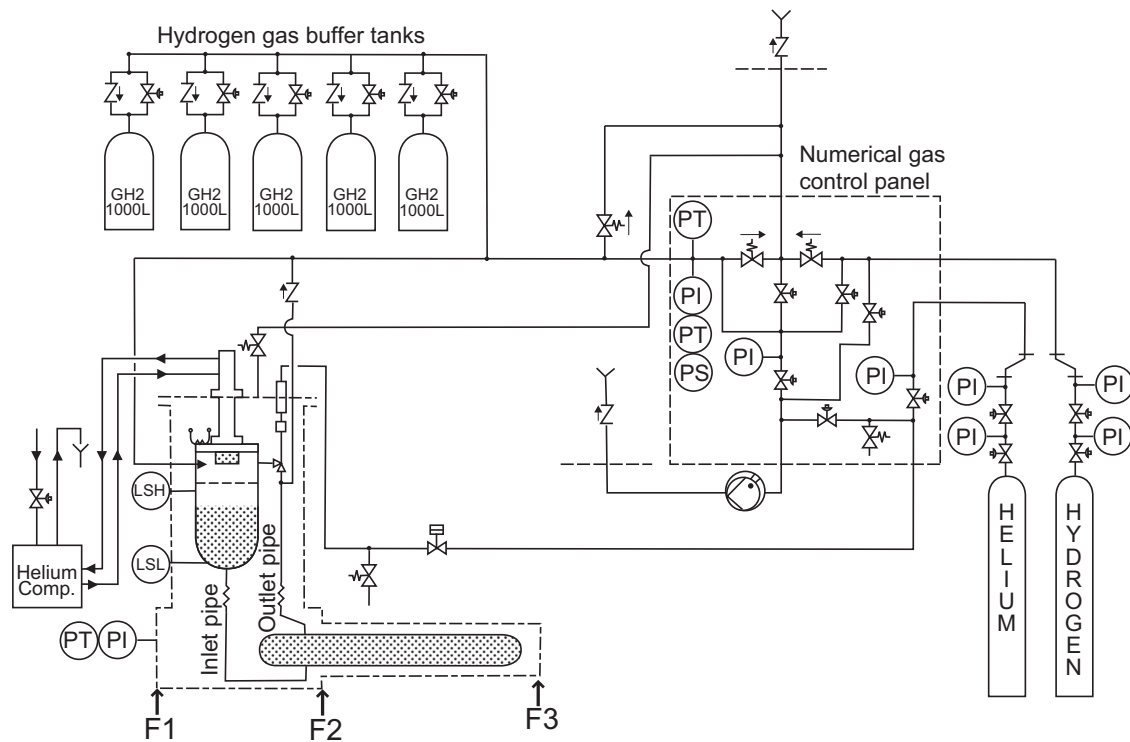 Hydrogen gas buffer tanks
GH2
1000L
GH2
1000L
GH2
1000L
GH2
1000L
GH2
1000L
Numerical gas
control panel
PT
PI
PT
PS
PI
PI
PI
PI
PI
PI
LSH
LSL
Helium
Comp.
PT
PI
Inlet pipe
Outlet pipe
HELIUM
HYDROGEN
F1
F2
F3